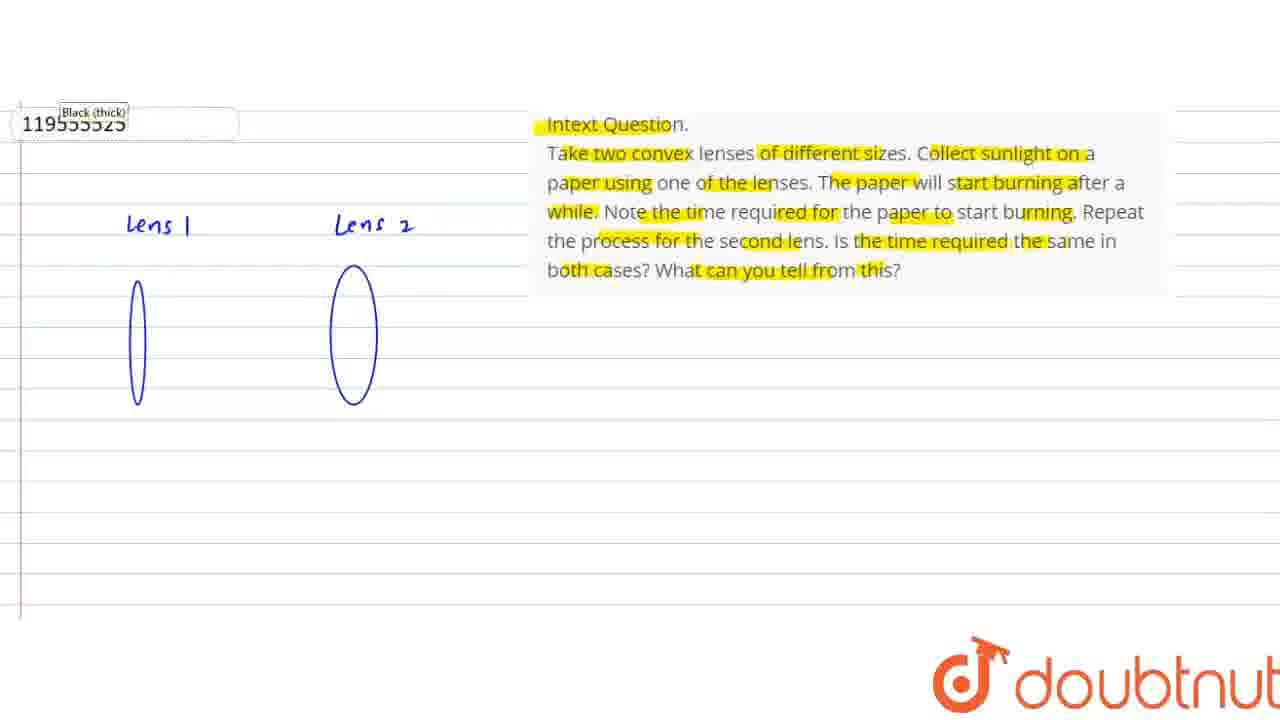 Black (thick)
119555525
Intext Question.
Take two convex lenses of different sizes. Collect sunlight on a
paper using one of the lenses. The paper will start burning after a
while. Note the time required for the paper to start burning. Repeat
the process for the second lens. Is the time required the same in
both cases? What can you tell from this?
Lens 1
Lens 2
doubtnut